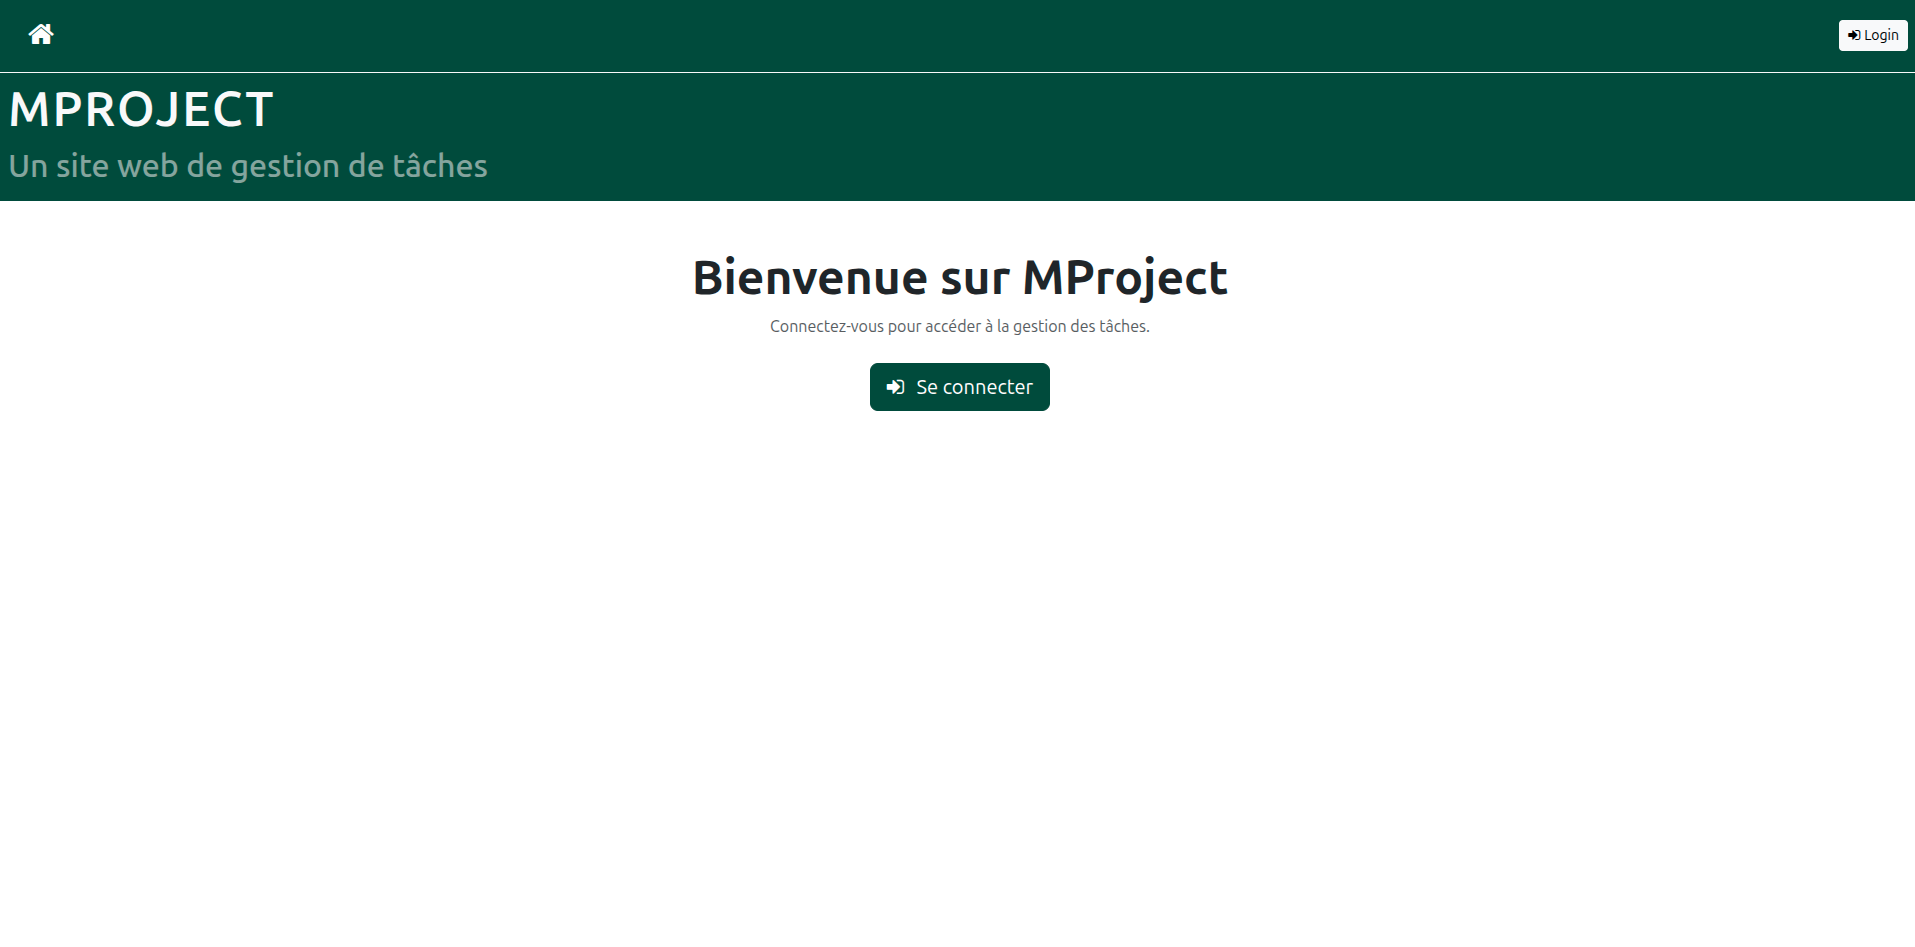 Login
MPROJECT
Un site web de gestion de tâches
Bienvenue sur MProject
Connectez-vous pour accéder à la gestion des tâches.
Se connecter